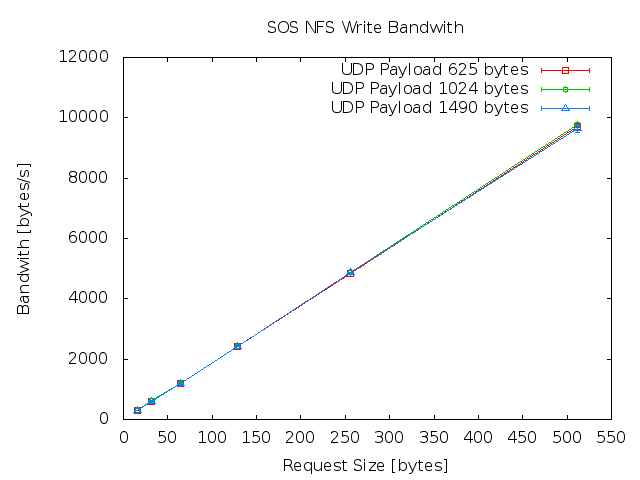 SOS NFS Write Bandwith
12000
10000
8000
6000
4000
2000
0
Bandwith [bytes/s]
UDP Payload 625 bytes
UDP Payload 1024 bytes
UDP Payload 1490 bytes
0 50 100 150 200 250 300 350 400 450 500 550
Request Size [bytes]